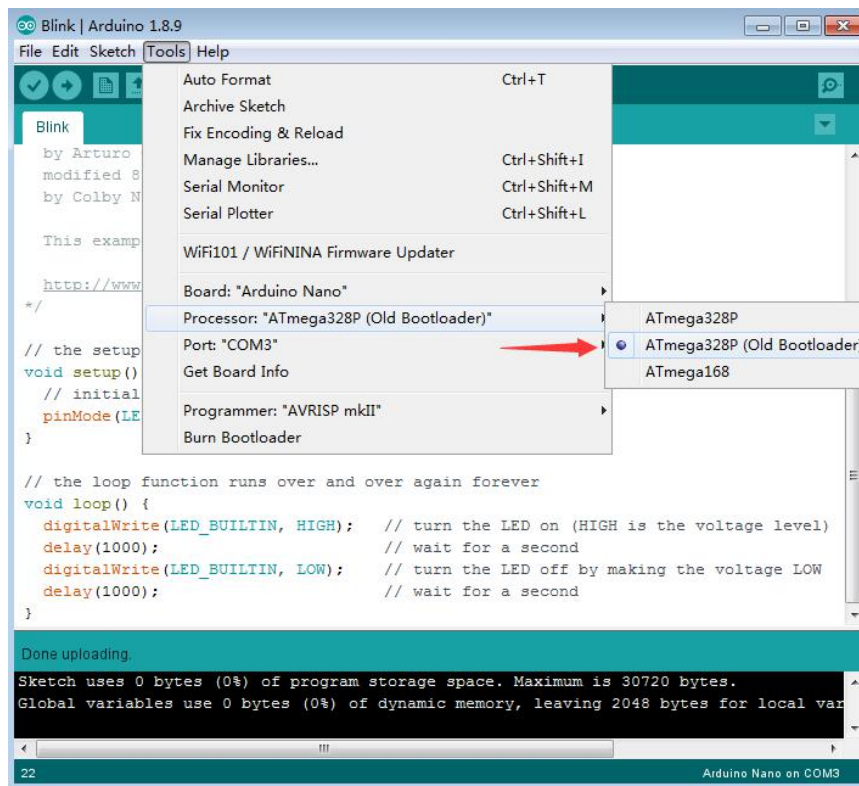 Blink | Arduino 1.8.9
File Edit Sketch Tools Help
Auto Format Ctrl+T
Archive Sketch
Fix Encoding & Reload
Manage Libraries... Ctrl+Shift+I
Serial Monitor Ctrl+Shift+M
Serial Plotter Ctrl+Shift+L
WiFi101 / WiFiNINA Firmware Updater
Board: "Arduino Nano"
Processor: "ATmega328P (Old Bootloader)"
Port: "COM3"
Get Board Info
Programmer: "AVRISP mkII"
Burn Bootloader
ATmega328P
ATmega328P (Old Bootloader)
ATmega168
Blink
by Arturo
modified 8
by Colby N
This examp
http://www
*/
// the setup
void setup()
// initial
pinMode(LE
}
// the loop function runs over and over again forever
void loop() {
digitalWrite(LED_BUILTIN, HIGH); // turn the LED on (HIGH is the voltage level)
delay(1000); // wait for a second
digitalWrite(LED_BUILTIN, LOW); // turn the LED off by making the voltage LOW
delay(1000); // wait for a second
}
Done uploading.
Sketch uses 0 bytes (0%) of program storage space. Maximum is 30720 bytes.
Global variables use 0 bytes (0%) of dynamic memory, leaving 2048 bytes for local var
22 Arduino Nano on COM3